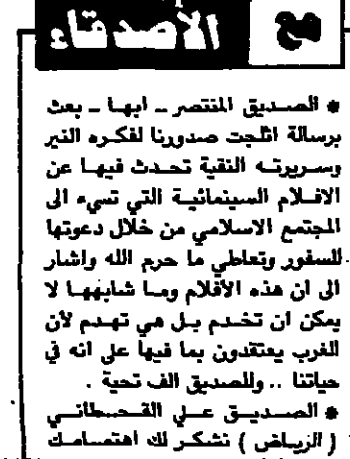 مع الأصدقاء
* الصديق المنتصر ـ ابها ـ بعث
برسالة اثلجت صدورنا لفكره النير
وسريرته النقية تحدث فيها عن
الافلام السينمائية التي تسيء الى
المجتمع الاسلامي من خلال دعوتها
للسفور وتعاطي ما حرم الله واشار
الى ان هذه الأفلام وما شابهها لا
يمكن ان تخدم بل هي تهدم لأن
الغرب يعتقدون بما فيها على انه في
حياتنا .. وللصديق الف تحية .
* الصديق علي القحطاني
( الرياض ) نشكر لك اهتمامك